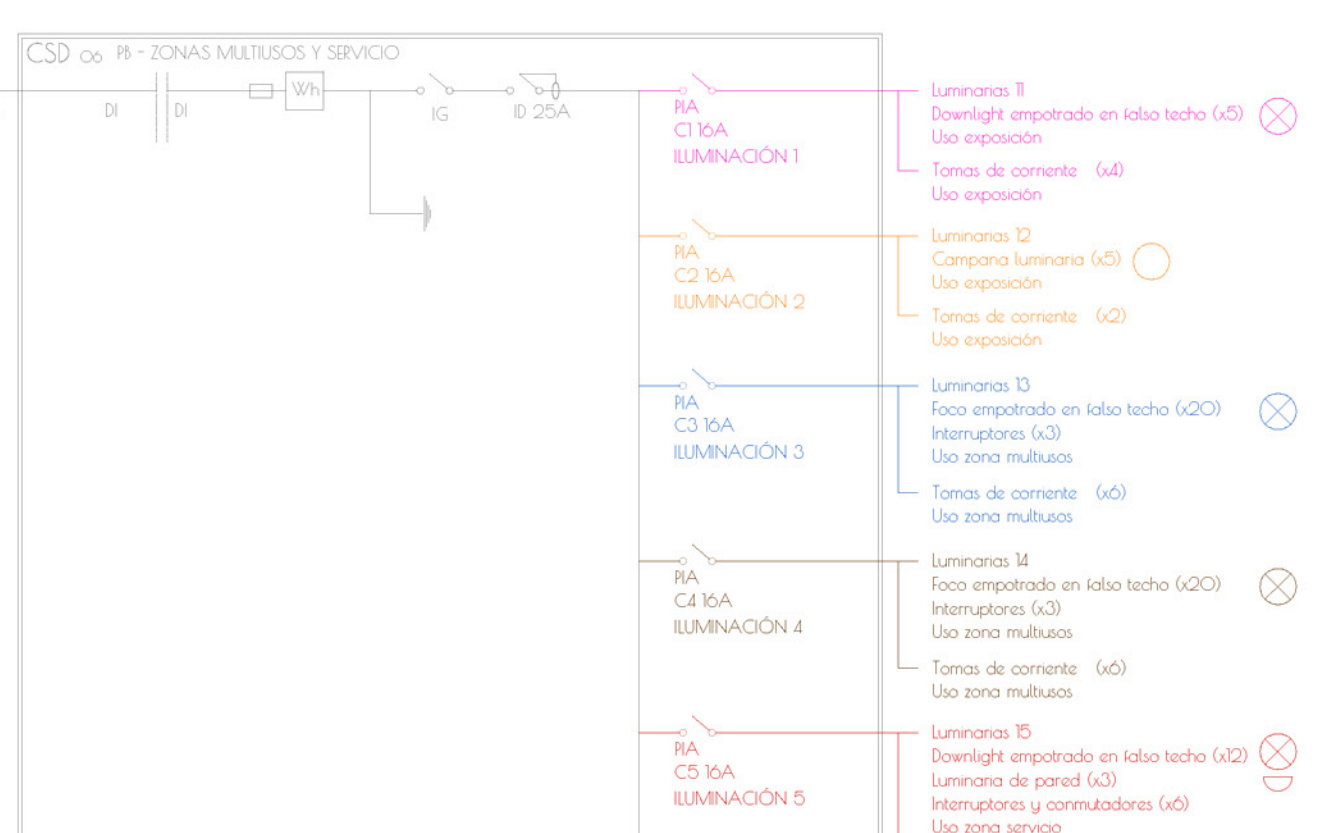 CSD 06 PB - ZONAS MULTIUSOS Y SERVICIO
DI
DI
Wh
IG
ID 25A
PIA
C1 16A
ILUMINACIÓN 1
Luminarias 11
Downlight empotrado en falso techo (x5)
Uso exposición
Tomas de corriente (x4)
Uso exposición
PIA
C2 16A
ILUMINACIÓN 2
Luminarias 12
Campana luminaria (x5)
Uso exposición
Tomas de corriente (x2)
Uso exposición
PIA
C3 16A
ILUMINACIÓN 3
Luminarias 13
Foco empotrado en falso techo (x20)
Interruptores (x3)
Uso zona multiusos
Tomas de corriente (x6)
Uso zona multiusos
PIA
C4 16A
ILUMINACIÓN 4
Luminarias 14
Foco empotrado en falso techo (x20)
Interruptores (x3)
Uso zona multiusos
Tomas de corriente (x6)
Uso zona multiusos
PIA
C5 16A
ILUMINACIÓN 5
Luminarias 15
Downlight empotrado en falso techo (x12)
Luminaria de pared (x3)
Interruptores y conmutadores (x6)
Uso zona servicio